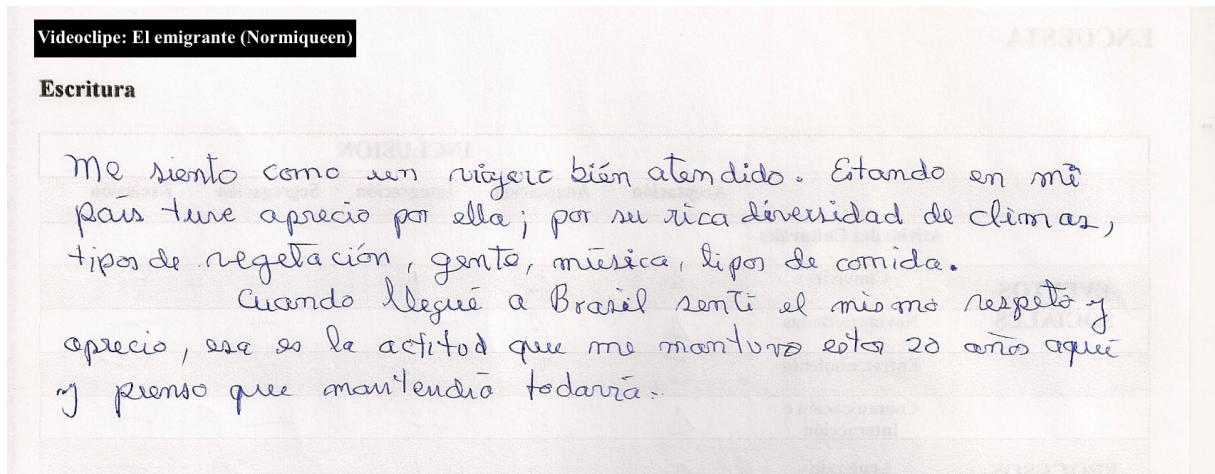 Videoclipe: El emigrante (Normiqueen)
Escritura
Me siento como un viajero bién atendido. Estando en mi
país tuve aprecio por ella; por su rica diversidad de climas,
tipos de vegetación, gente, música, tipos de comida.
Cuando llegué a Brasil sentí el mismo respeto y
aprecio, esa es la actitod que me mantuvo estos 20 años aquí
y pienso que mantendrá todavía.